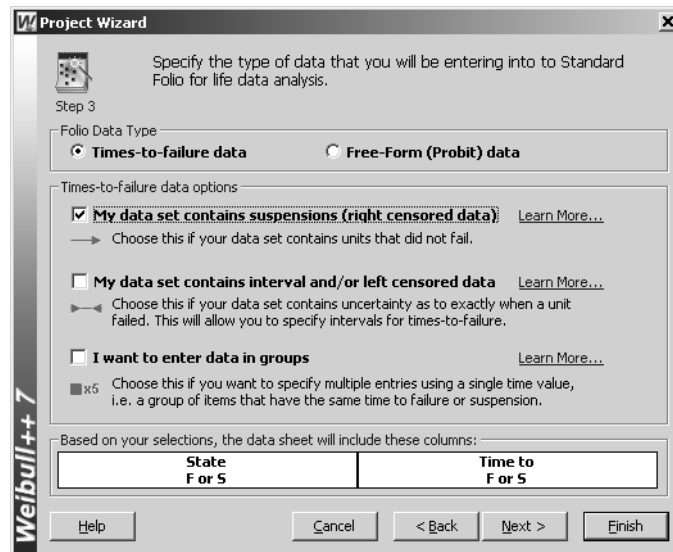 Project Wizard
Specify the type of data that you will be entering into to Standard
Folio for life data analysis.
Step 3
Folio Data Type
Times-to-failure data
Free-Form (Probit) data
Times-to-failure data options
My data set contains suspensions (right censored data)
Learn More...
Choose this if your data set contains units that did not fail.
My data set contains interval and/or left censored data
Learn More...
Choose this if your data set contains uncertainty as to exactly when a unit
failed. This will allow you to specify intervals for times-to-failure.
I want to enter data in groups
Learn More...
x5
Choose this if you want to specify multiple entries using a single time value,
i.e. a group of items that have the same time to failure or suspension.
Based on your selections, the data sheet will include these columns:
State
F or S
Time to
F or S
Weibull++ 7
Help
Cancel
< Back
Next >
Finish